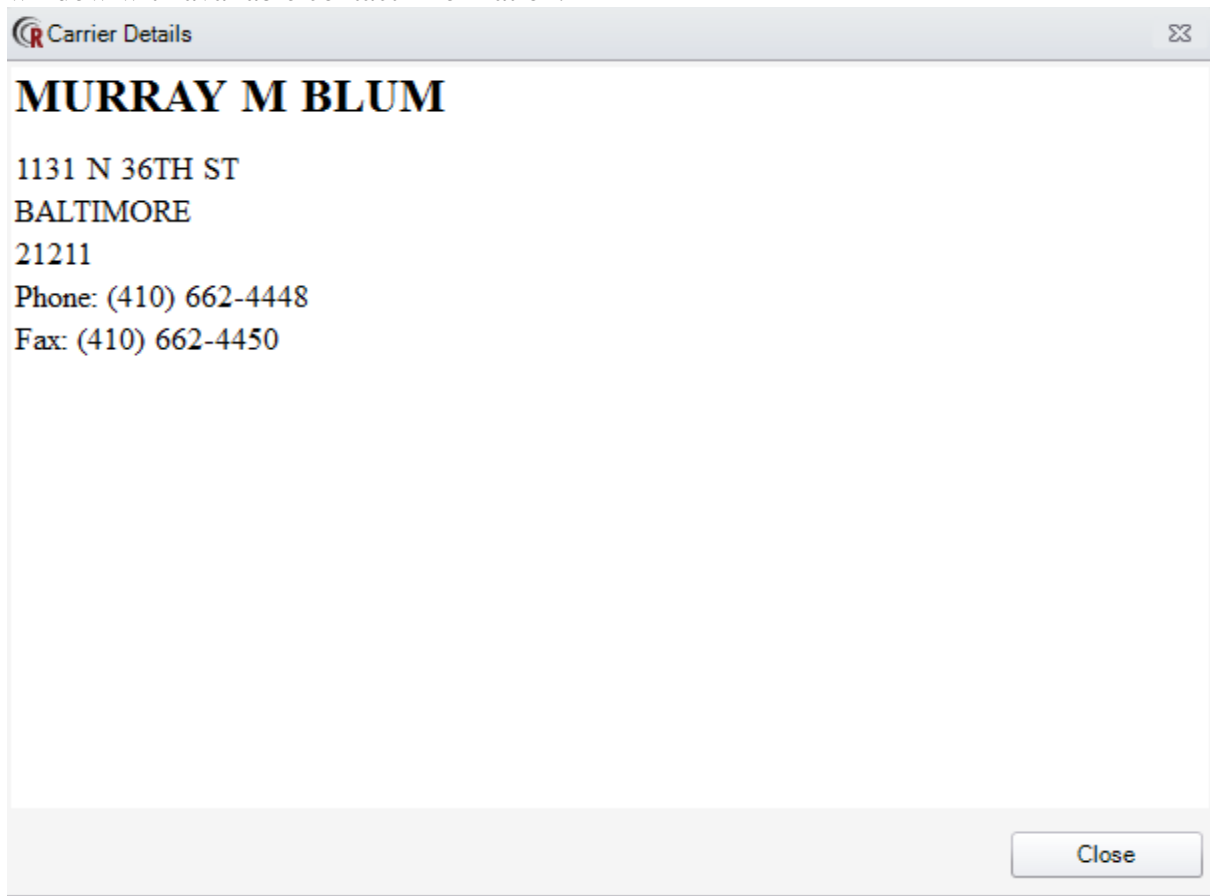 Carrier Details
MURRAY M BLUM
1131 N 36TH ST
BALTIMORE
21211
Phone: (410) 662-4448
Fax: (410) 662-4450
Close